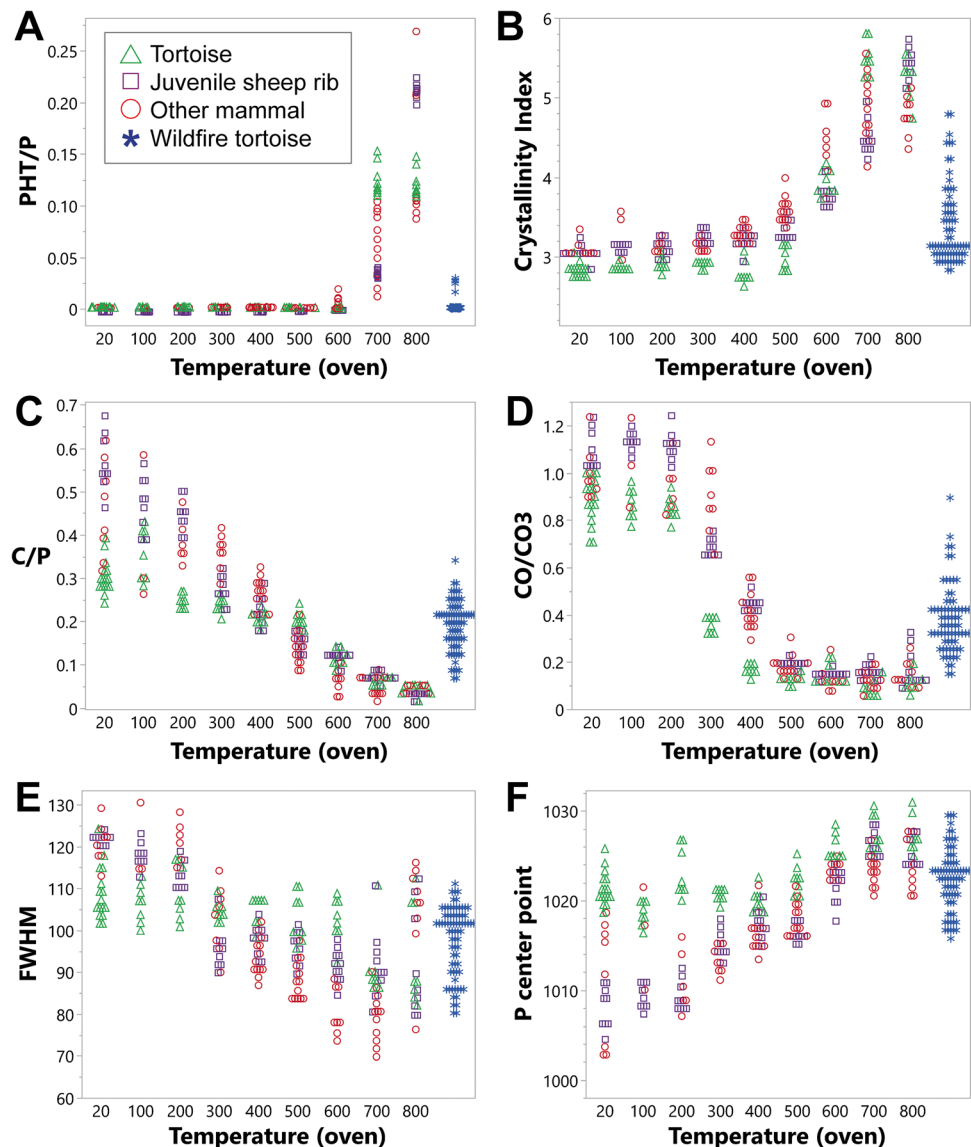 A
PHT/P
0.25
0.20
0.15
0.10
0.05
0
Tortoise
Juvenile sheep rib
Other mammal
Wildfire tortoise
20 100 200 300 400 500 600 700 800
Temperature (oven)
B
Crystallinity Index
6
5
4
3
20 100 200 300 400 500 600 700 800
Temperature (oven)
C
C/P
0.7
0.6
0.5
0.4
0.3
0.2
0.1
0
20 100 200 300 400 500 600 700 800
Temperature (oven)
D
CO/CO3
1.2
1.0
0.8
0.6
0.4
0.2
0
20 100 200 300 400 500 600 700 800
Temperature (oven)
E
FWHM
130
120
110
100
90
80
70
60
20 100 200 300 400 500 600 700 800
Temperature (oven)
F
P center point
1030
1020
1010
1000
20 100 200 300 400 500 600 700 800
Temperature (oven)